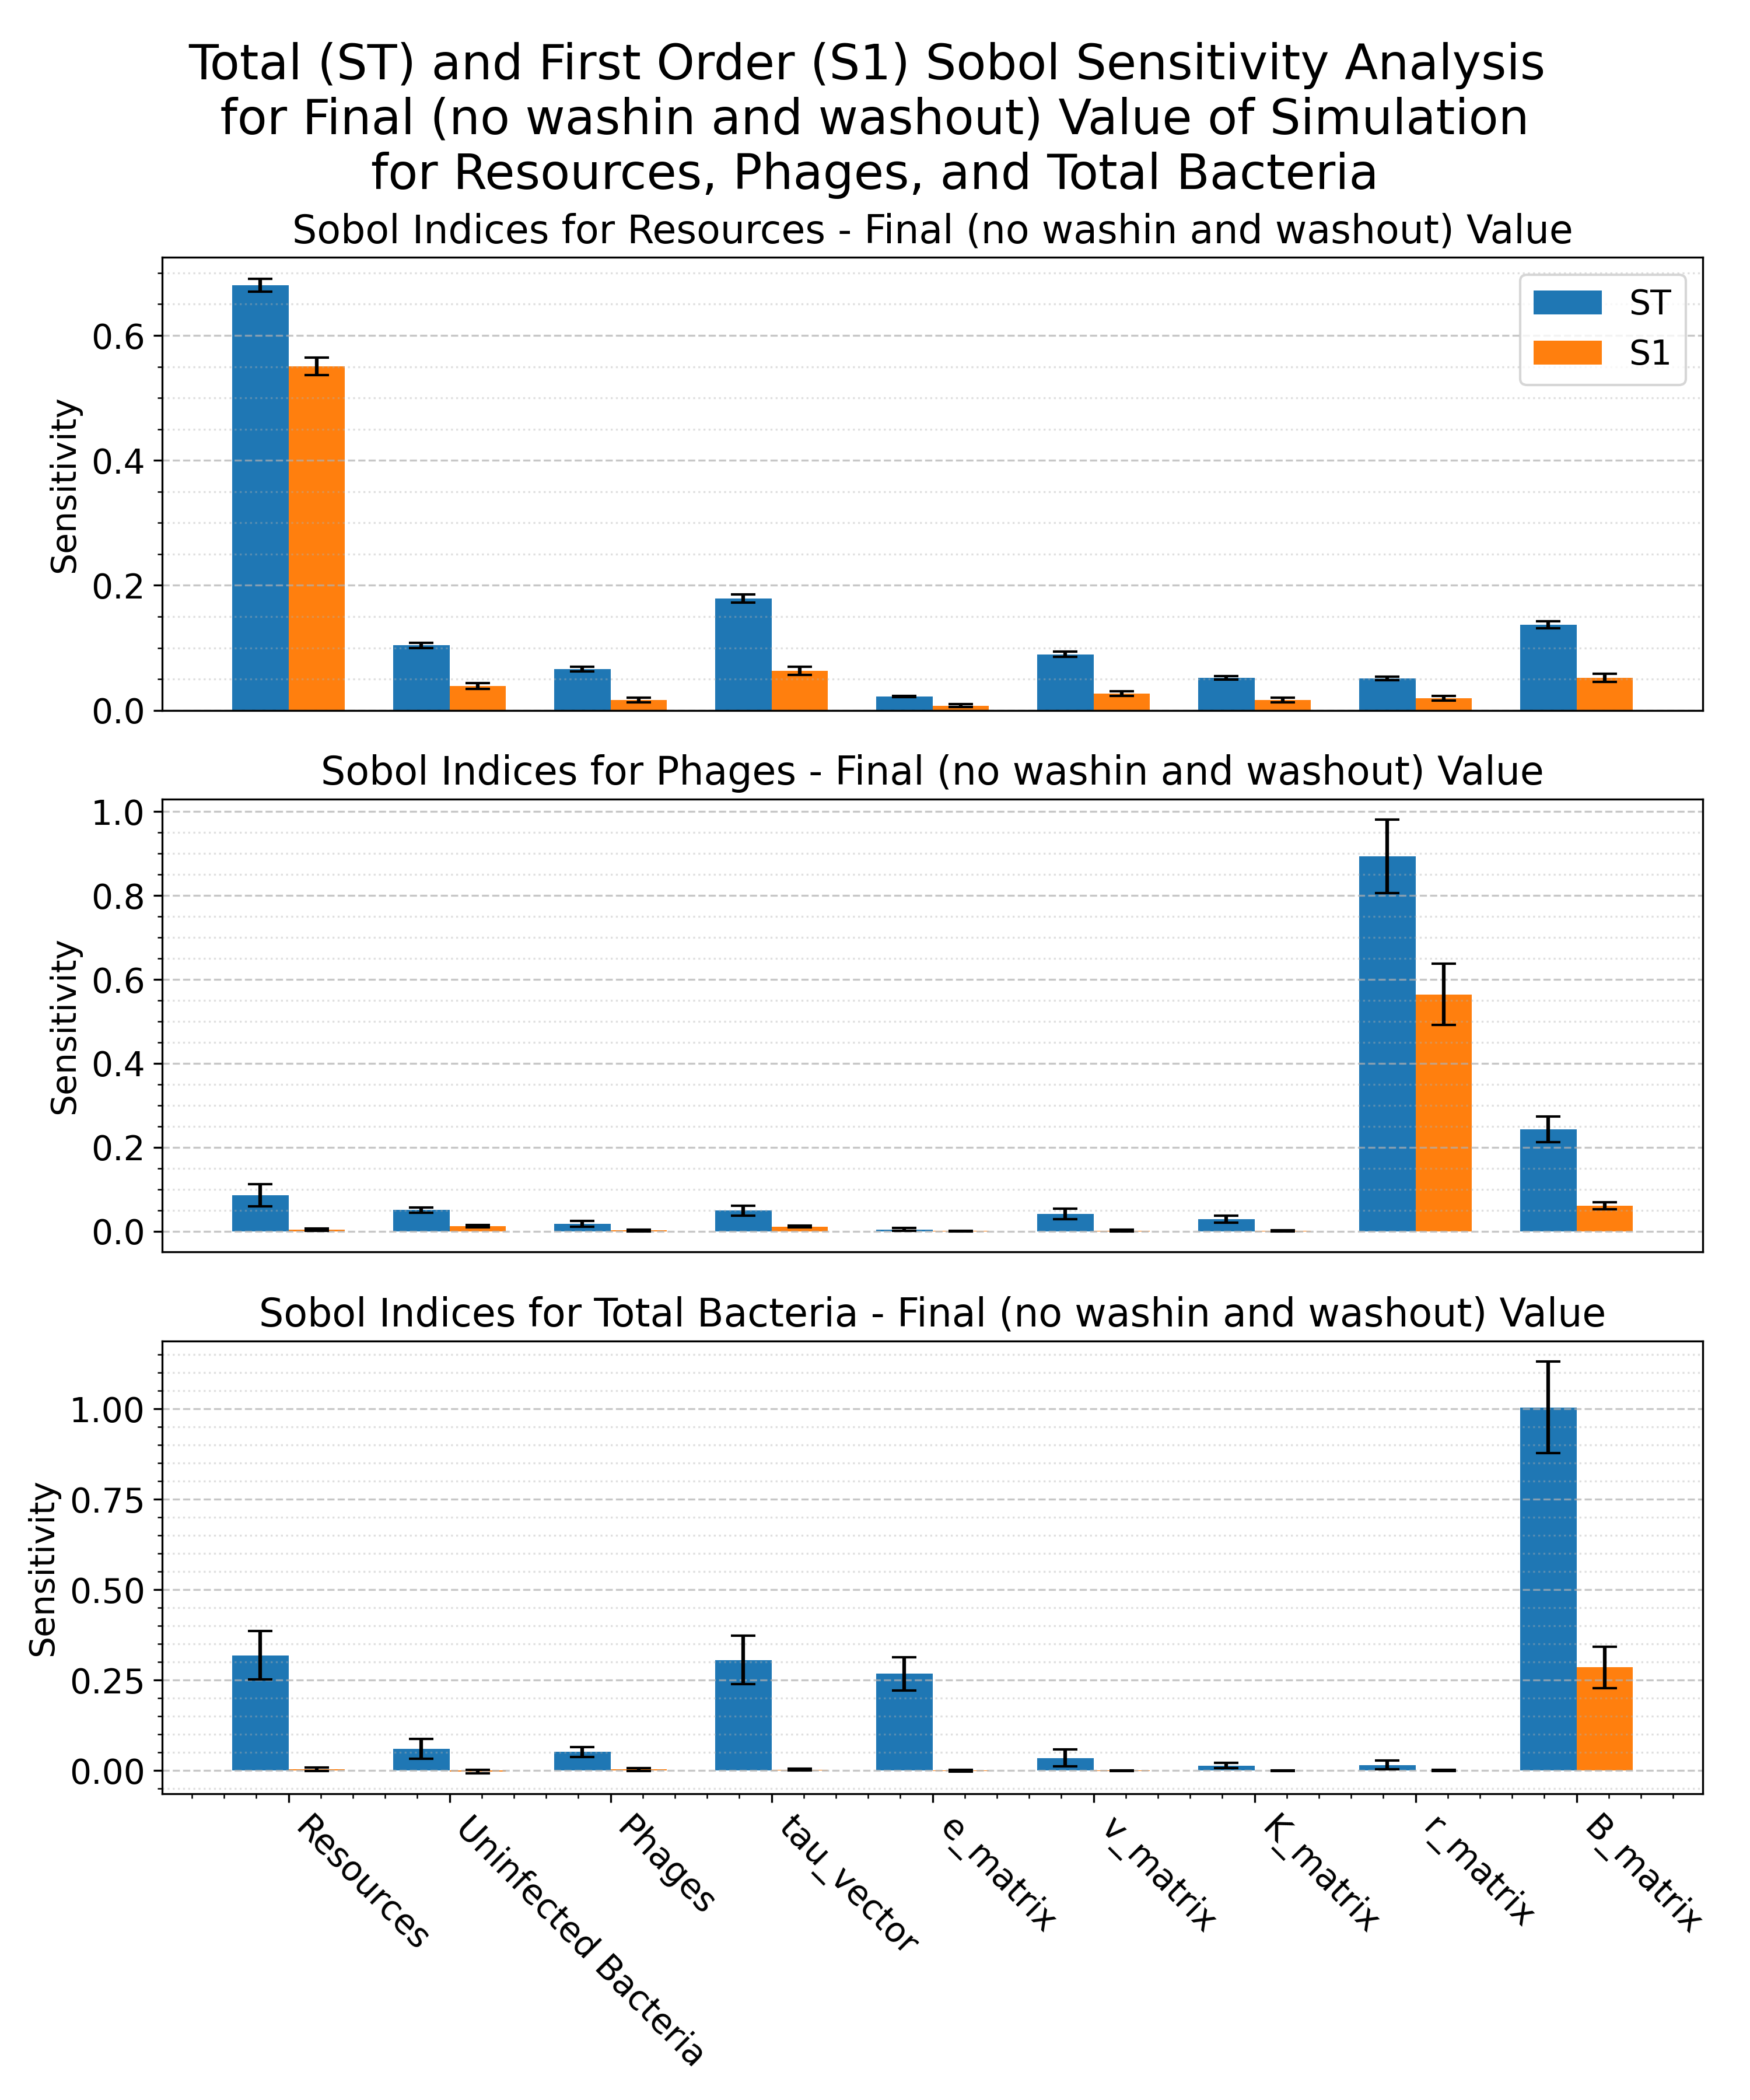 Total (ST) and First Order (S1) Sobol Sensitivity Analysis
for Final (no washin and washout) Value of Simulation
for Resources, Phages, and Total Bacteria
Sobol Indices for Resources - Final (no washin and washout) Value
ST
S1
Sensitivity
0.6
0.4
0.2
0.0
Sobol Indices for Phages - Final (no washin and washout) Value
Sensitivity
1.0
0.8
0.6
0.4
0.2
0.0
Sobol Indices for Total Bacteria - Final (no washin and washout) Value
Sensitivity
1.00
0.75
0.50
0.25
0.00
Resources
Uninfected Bacteria
Phages
tau_vector
e_matrix
v_matrix
K_matrix
r_matrix
B_matrix